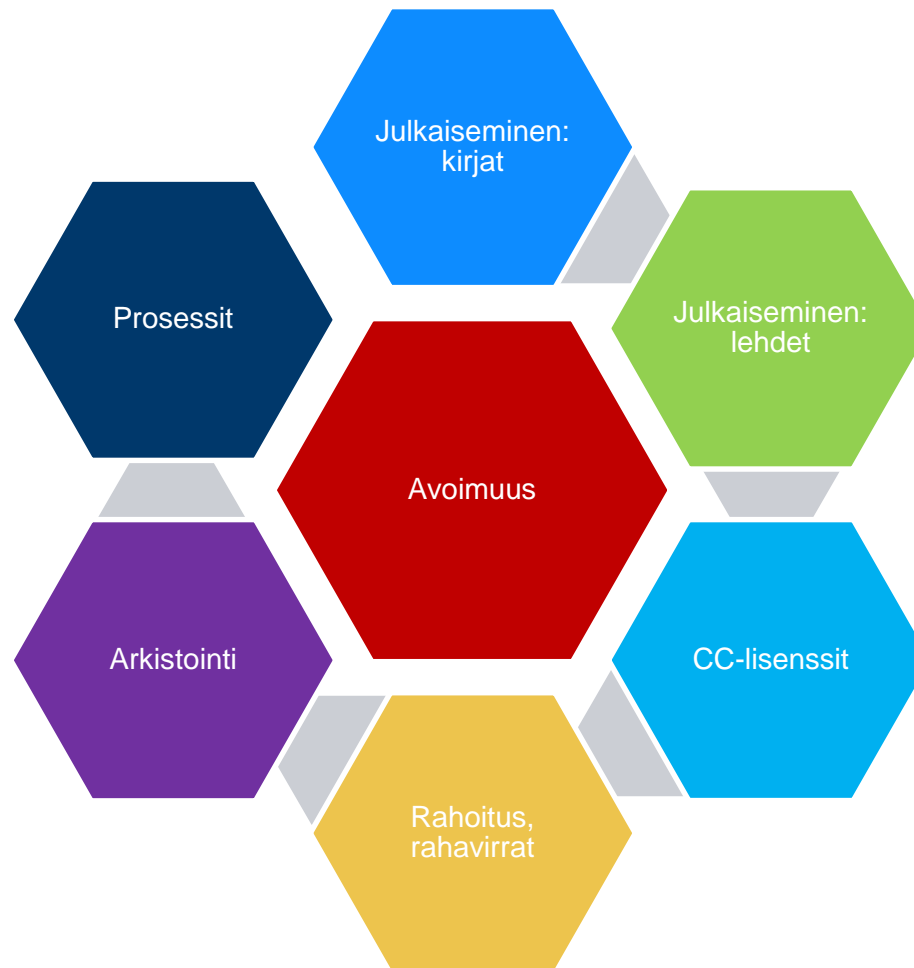 Julkaiseminen:
kirjat
Julkaiseminen:
lehdet
Prosessit
Avoimuus
Arkistointi
CC-lisenssit
Rahoitus,
rahavirrat